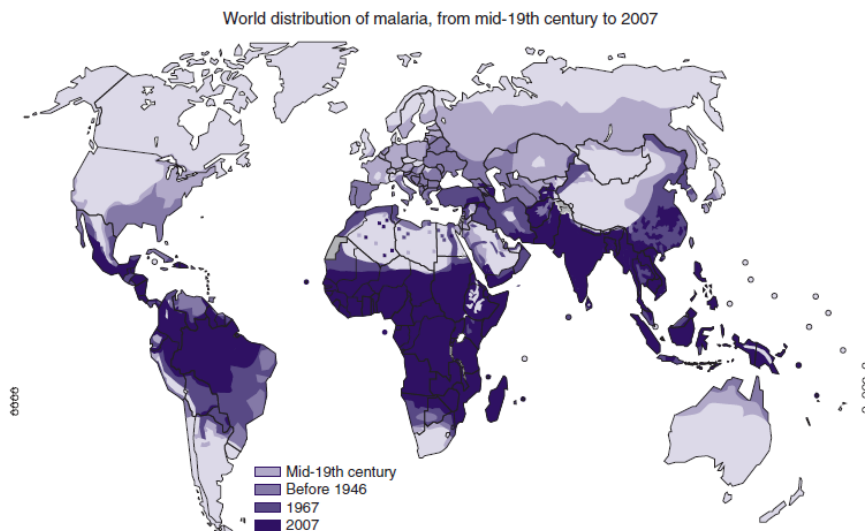 World distribution of malaria, from mid-19th century to 2007
Mid-19th century
Before 1946
1967
2007